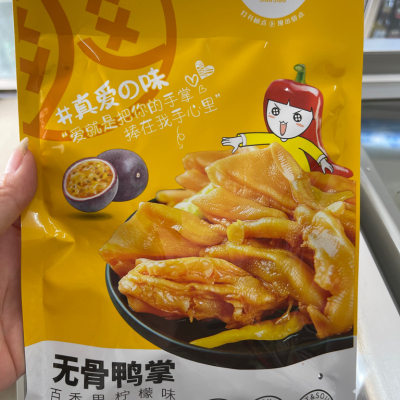 #真爱の味
“爱就是把你的手掌
捧在我手心里”
无骨鸭掌
百香果柠檬味